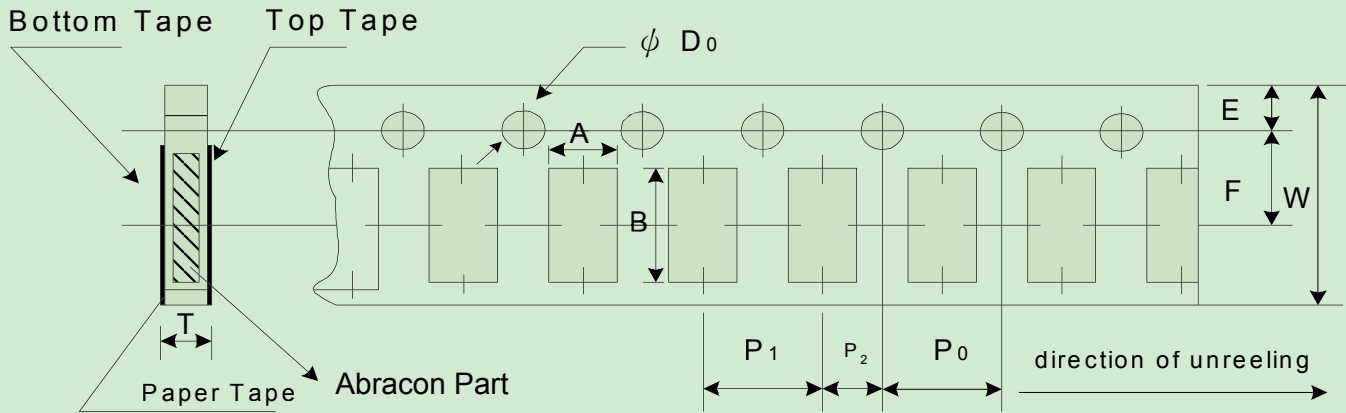 Bottom Tape
Top Tape
ϕ D0
E
A
F
W
B
T
P1
P2
P0
direction of unreeling
Paper Tape
Abracon Part